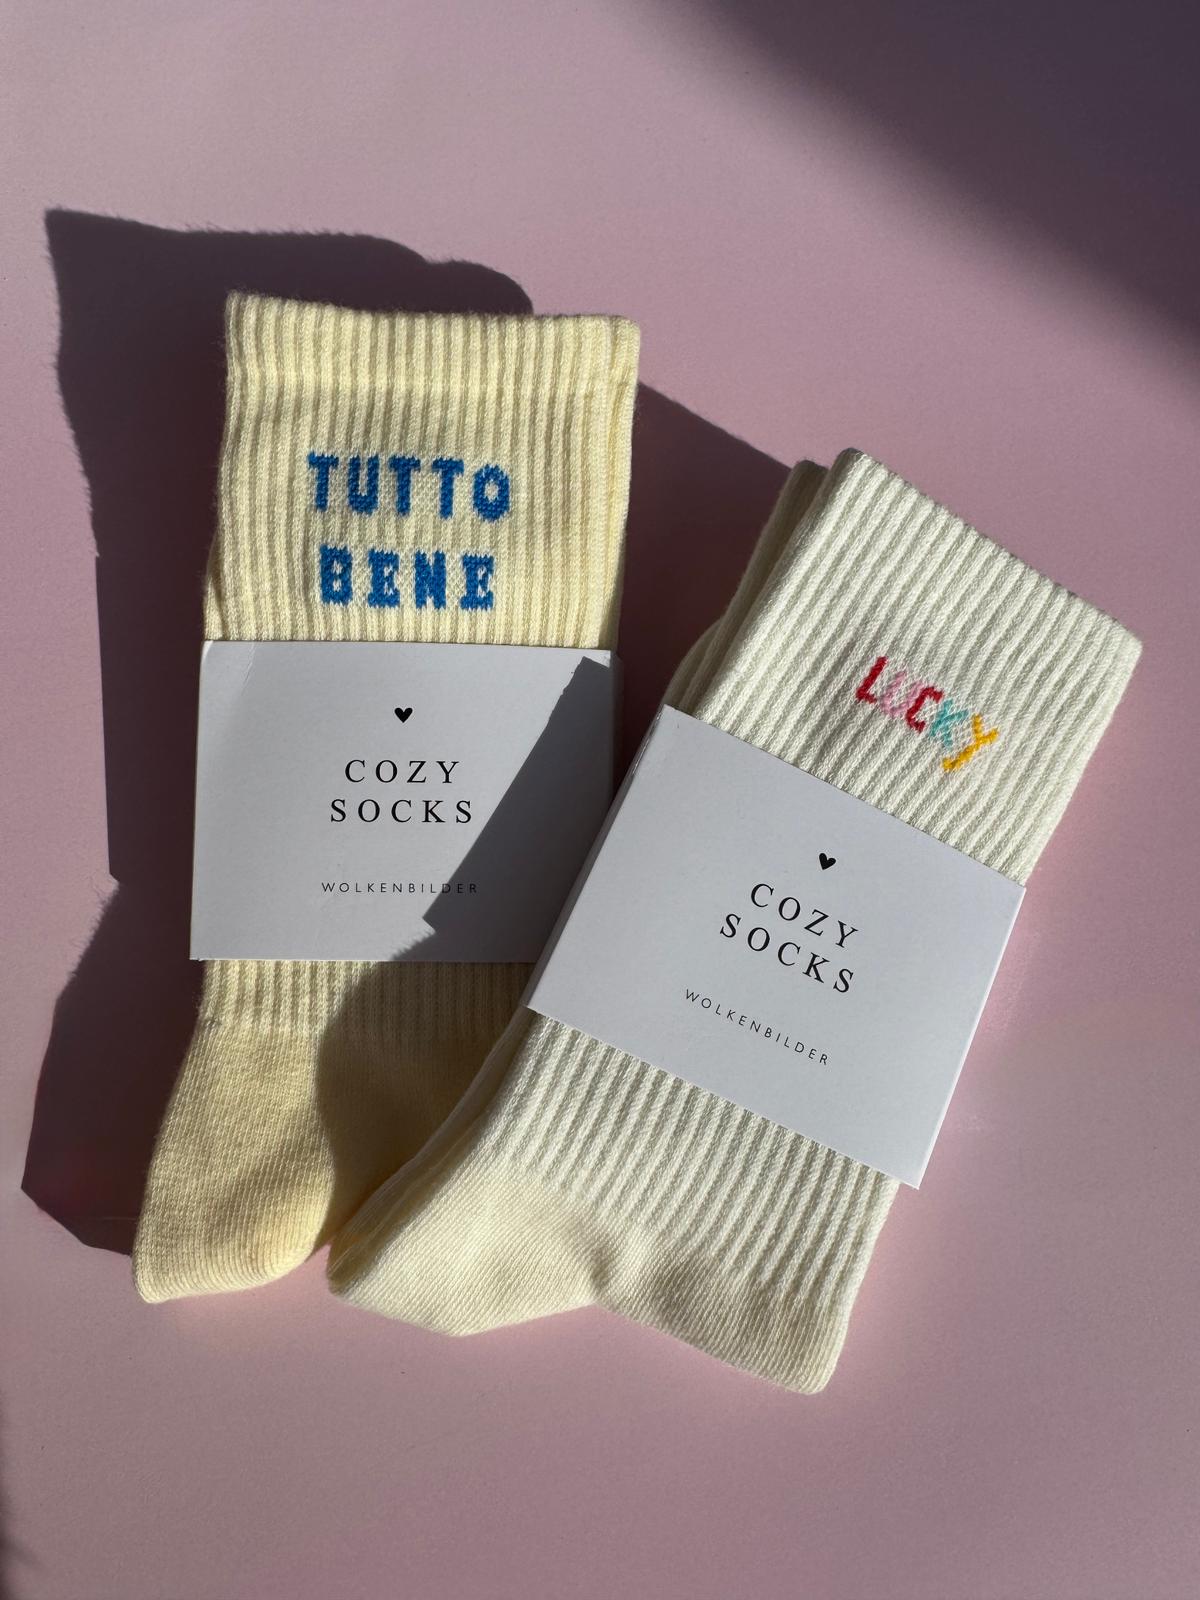 TUTTO
BENE
COZY
SOCKS
WOLKENBILDER
LUCKY
COZY
SOCKS
WOLKENBILDER